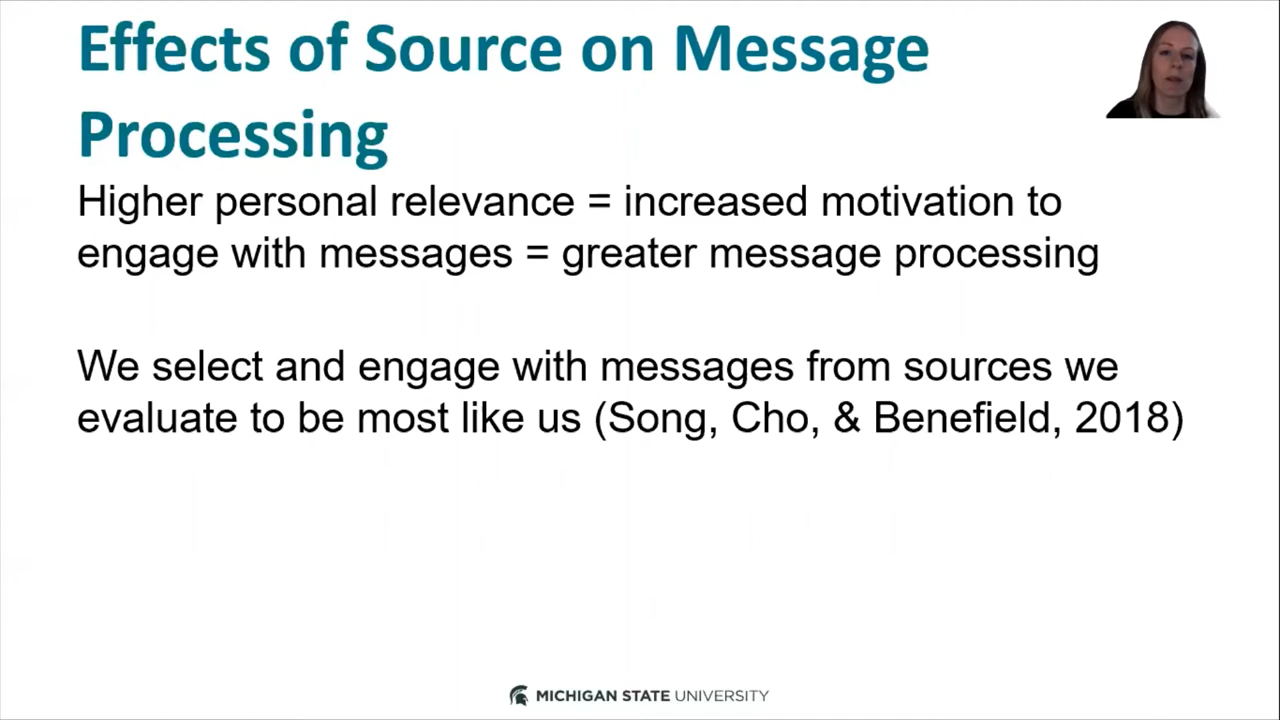 Effects of Source on Message
Processing
Higher personal relevance = increased motivation to
engage with messages = greater message processing
We select and engage with messages from sources we
evaluate to be most like us (Song, Cho, & Benefield, 2018)
MICHIGAN STATE UNIVERSITY